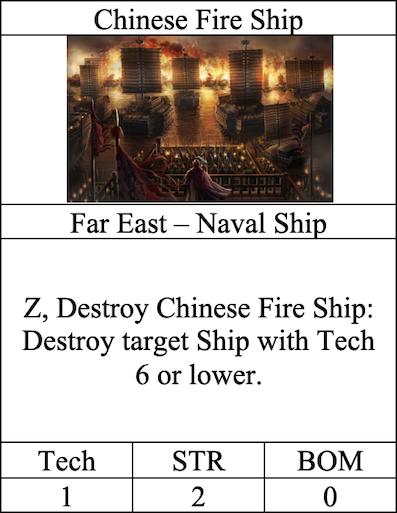 Chinese Fire Ship
Far East – Naval Ship
Z, Destroy Chinese Fire Ship:
Destroy target Ship with Tech
6 or lower.
Tech STR BOM
1 2 0